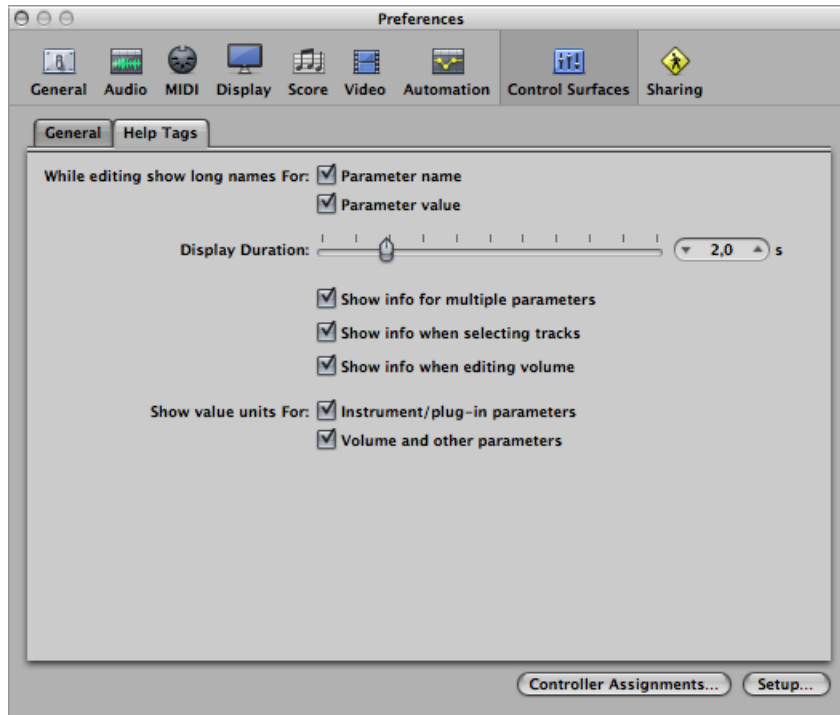 Preferences
General Audio MIDI Display Score Video Automation Control Surfaces Sharing
General Help Tags
While editing show long names For: Parameter name
Parameter value
Display Duration: 2,0 s
Show info for multiple parameters
Show info when selecting tracks
Show info when editing volume
Show value units For: Instrument/plug-in parameters
Volume and other parameters
Controller Assignments... Setup...